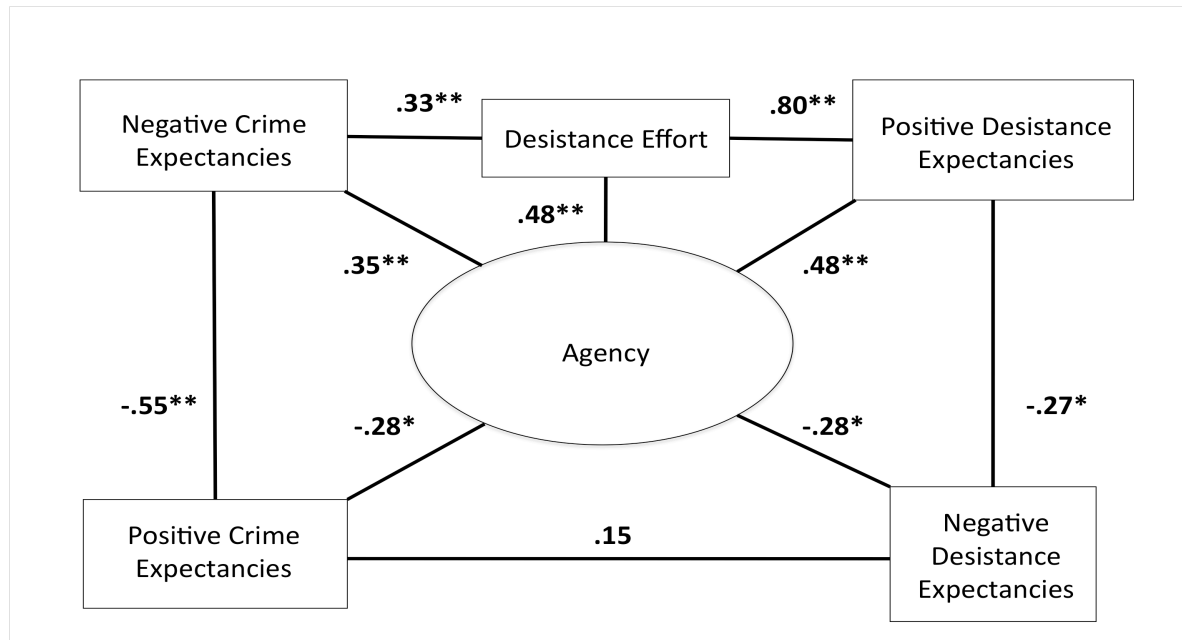 .33**
.80**
Negative Crime
Expectancies
Desistance Effort
Positive Desistance
Expectancies
.48**
.35**
.48**
Agency
-.55**
-.28*
-.28*
-.27*
Positive Crime
Expectancies
.15
Negative
Desistance
Expectancies